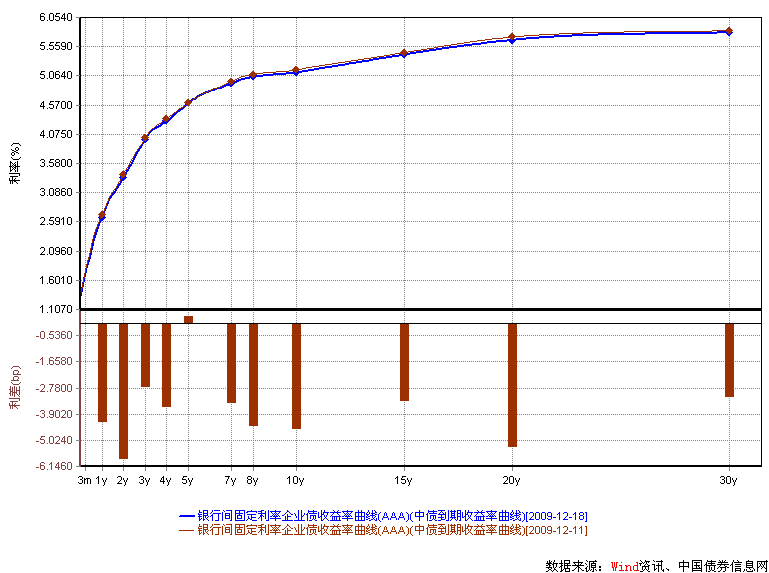 6.0540
5.5590
5.0640
4.5700
4.0750
3.5800
3.0860
2.5910
2.0960
1.6010
1.1070
利率(%)
-0.5360
-1.6580
-2.7800
-3.9020
-5.0240
-6.1460
利差(bp)
3m 1y 2y 3y 4y 5y 7y 8y 10y 15y 20y 30y
银行间固定利率企业债收益率曲线(AAA)(中债到期收益率曲线)[2009-12-18]
银行间固定利率企业债收益率曲线(AAA)(中债到期收益率曲线)[2009-12-11]
数据来源：Wind资讯、中国债券信息网